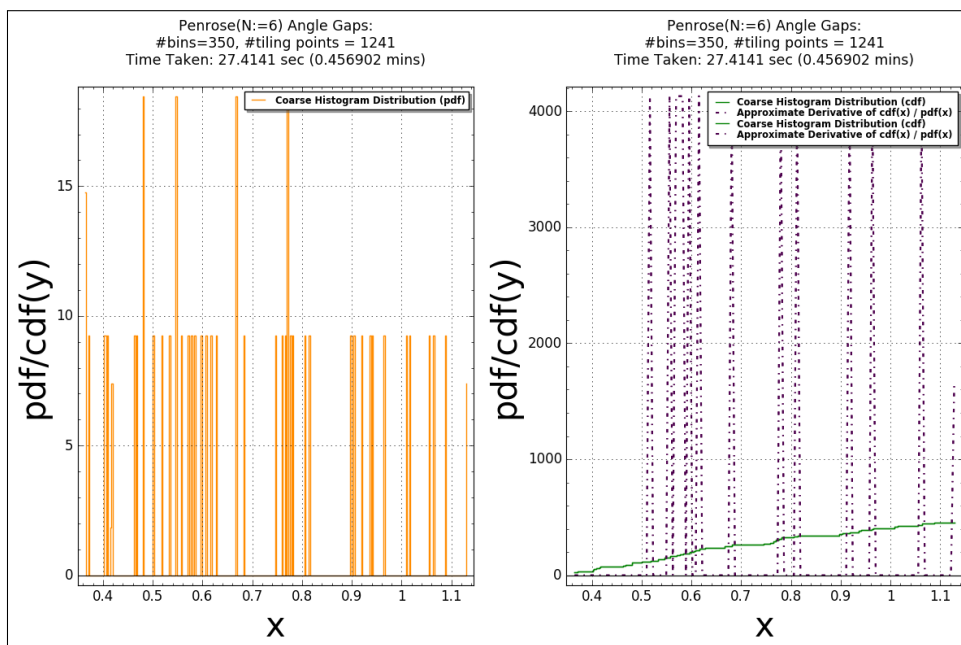 Penrose(N:=6) Angle Gaps:
#bins=350, #tiling points = 1241
Time Taken: 27.4141 sec (0.456902 mins)
Coarse Histogram Distribution (pdf)
pdf/cdf(y)
15
10
5
0
0.4 0.5 0.6 0.7 0.8 0.9 1 1.1
x
Penrose(N:=6) Angle Gaps:
#bins=350, #tiling points = 1241
Time Taken: 27.4141 sec (0.456902 mins)
Coarse Histogram Distribution (cdf)
Approximate Derivative of cdf(x) / pdf(x)
Coarse Histogram Distribution (cdf)
Approximate Derivative of cdf(x) / pdf(x)
pdf/cdf(y)
4000
3000
2000
1000
0
0.4 0.5 0.6 0.7 0.8 0.9 1 1.1
x